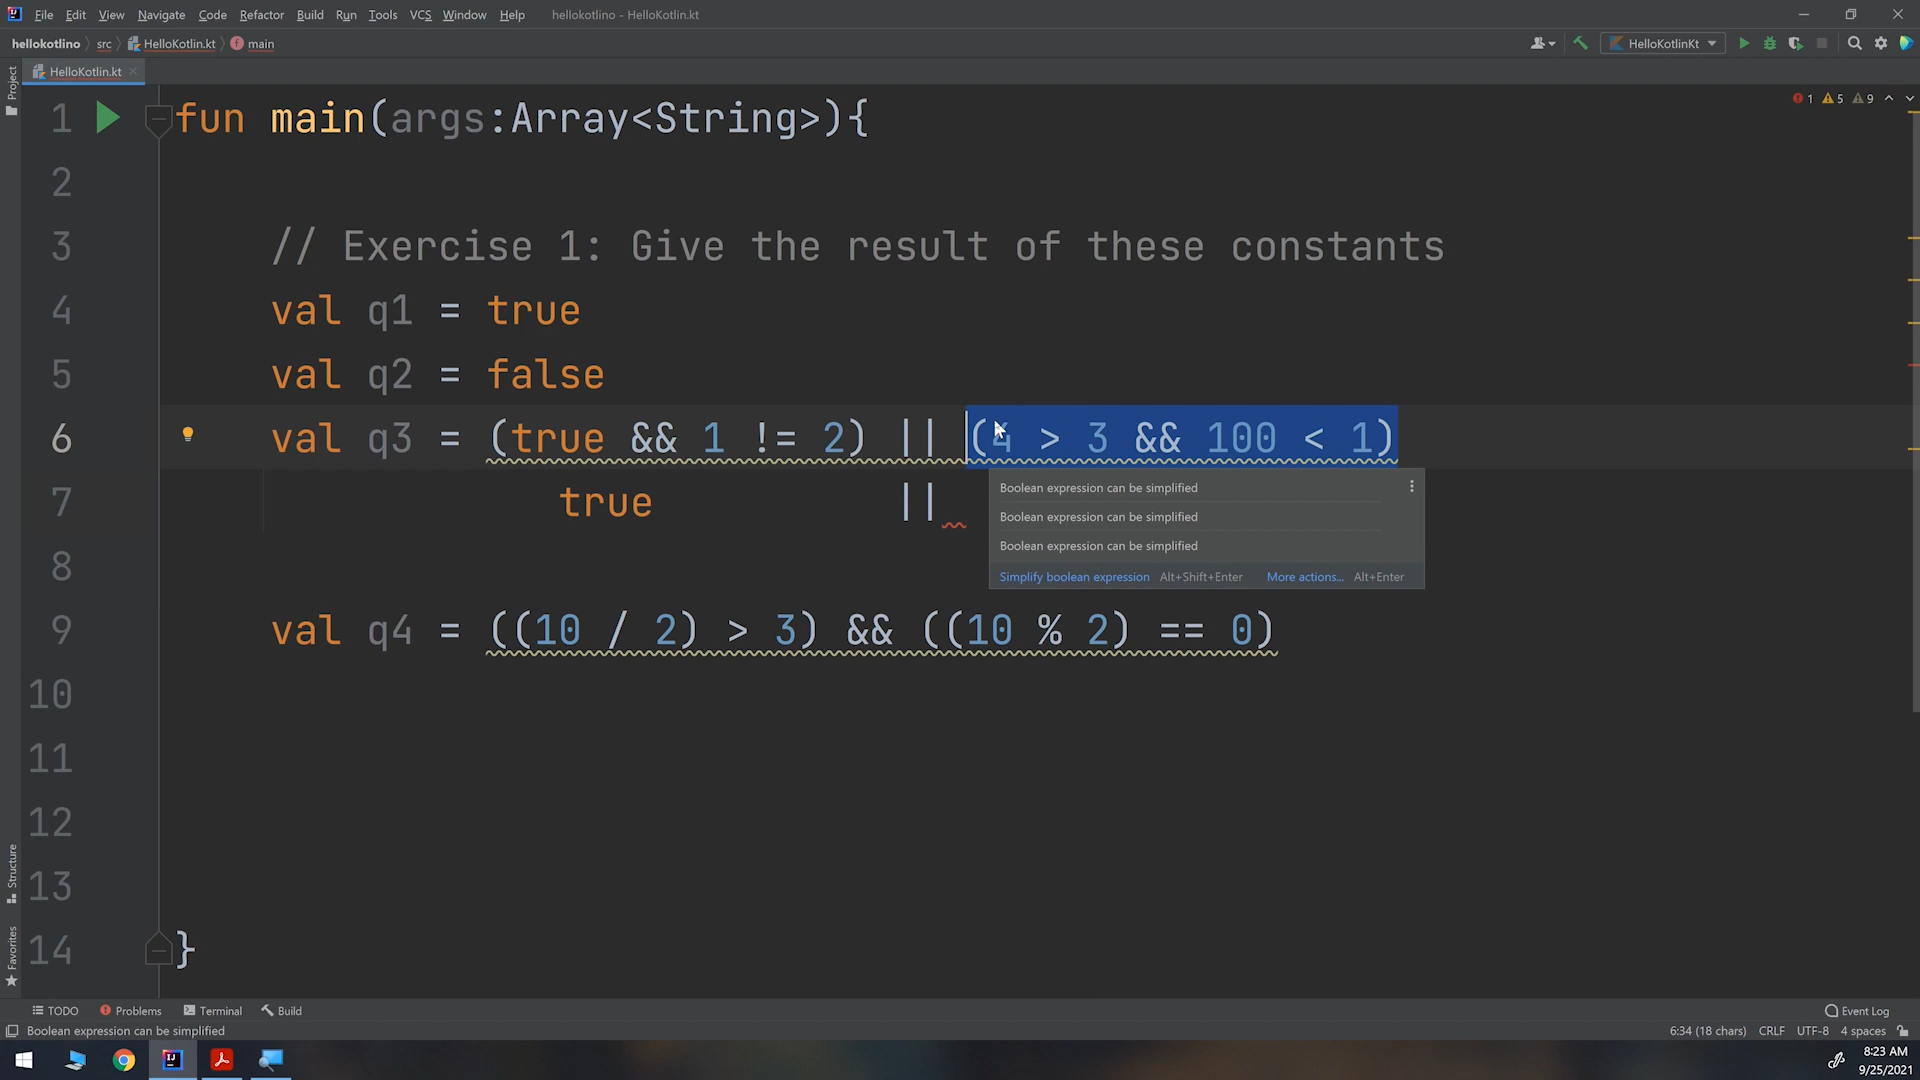 File Edit View Navigate Code Refactor Build Run Tools VCS Window Help hellokotlino - HelloKotlin.kt
hellokotlino src HelloKotlin.kt main HelloKotlinKt
Project
HelloKotlin.kt
1 5 9
1 fun main(args:Array<String>){
2
3 // Exercise 1: Give the result of these constants
4 val q1 = true
5 val q2 = false
6 val q3 = (true && 1 != 2) || (4 > 3 && 100 < 1)
7 true ||
Boolean expression can be simplified
Boolean expression can be simplified
Boolean expression can be simplified
Simplify boolean expression Alt+Shift+Enter More actions... Alt+Enter
8
9 val q4 = ((10 / 2) > 3) && ((10 % 2) == 0)
10
11
12
13
14 }
Structure
Favorites
TODO Problems Terminal Build Event Log
Boolean expression can be simplified 6:34 (18 chars) CRLF UTF-8 4 spaces
8:23 AM
9/25/2021